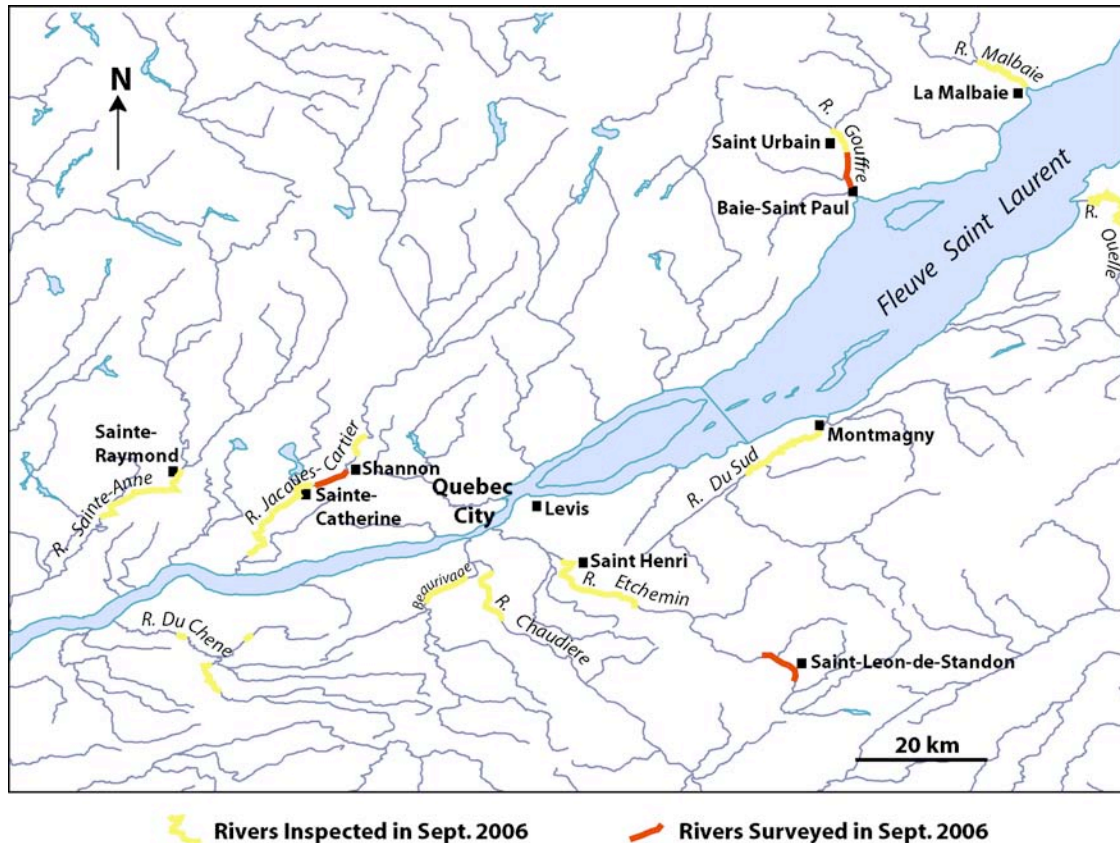 N
R. Malbaie
La Malbaie
R. Gouffre
Saint Urbain
Baie-Saint Paul
R. Ouelle
Fleuve Saint Laurent
Sainte-
Raymond
R. Sainte-Anne
R. Jacques-Cartier
Shannon
Sainte-
Catherine
Quebec
City
Levis
Montmagny
R. Du Sud
Saint Henri
R. Etchemin
Beaurivage
R. Chaudiere
R. Du Chene
Saint-Leon-de-Standon
20 km
Rivers Inspected in Sept. 2006
Rivers Surveyed in Sept. 2006